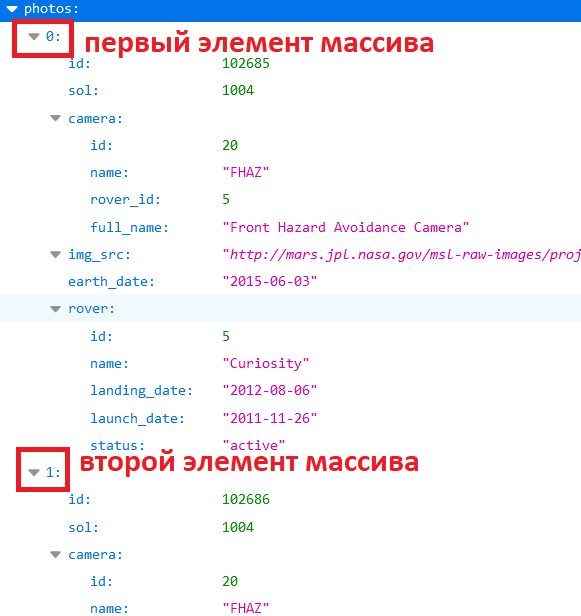 photos:
0: первый элемент массива
id: 102685
sol: 1004
camera:
id: 20
name: "FHAZ"
rover_id: 5
full_name: "Front Hazard Avoidance Camera"
img_src: "http://mars.jpl.nasa.gov/msl-raw-images/proj
earth_date: "2015-06-03"
rover:
id: 5
name: "Curiosity"
landing_date: "2012-08-06"
launch_date: "2011-11-26"
status: "active"
1: второй элемент массива
id: 102686
sol: 1004
camera:
id: 20
name: "FHAZ"